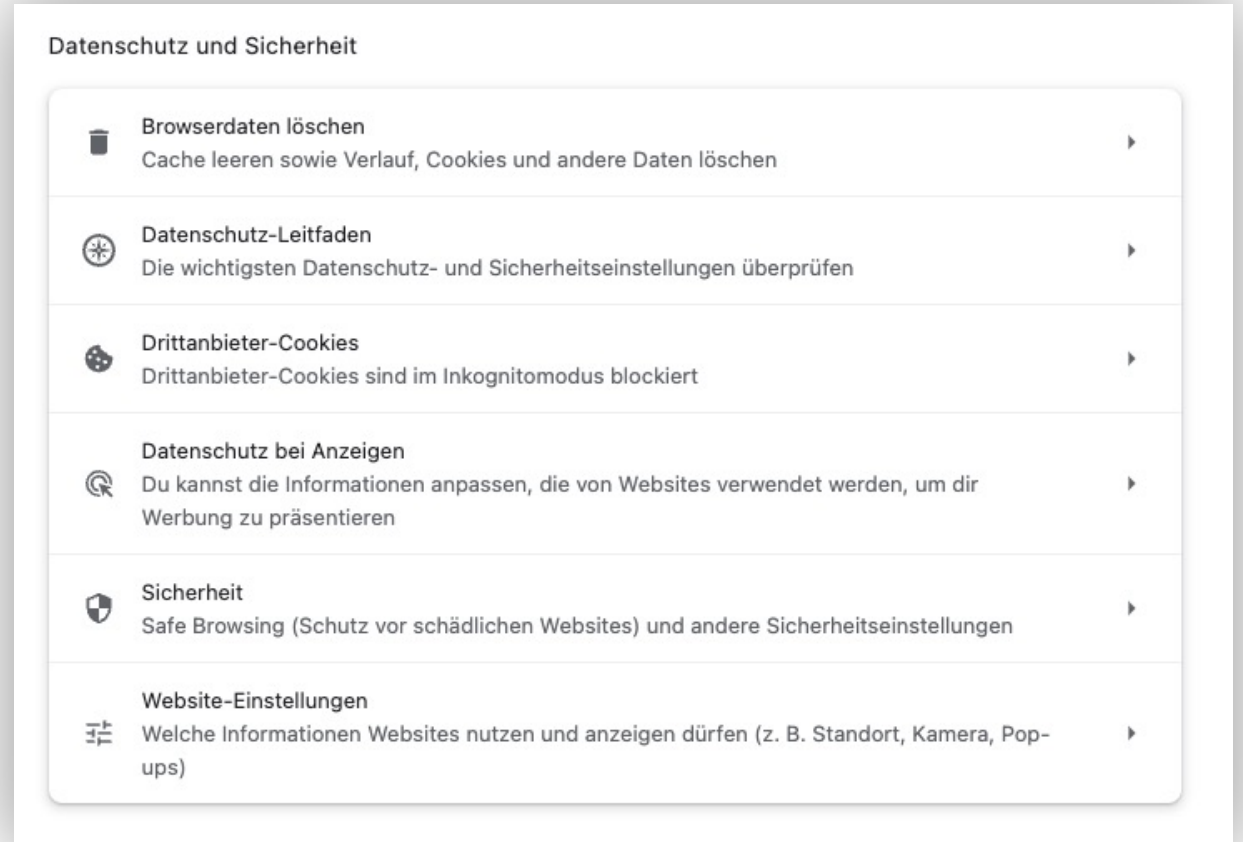 Datenschutz und Sicherheit
Browserdaten löschen
Cache leeren sowie Verlauf, Cookies und andere Daten löschen
Datenschutz-Leitfaden
Die wichtigsten Datenschutz- und Sicherheitseinstellungen überprüfen
Drittanbieter-Cookies
Drittanbieter-Cookies sind im Inkognitomodus blockiert
Datenschutz bei Anzeigen
Du kannst die Informationen anpassen, die von Websites verwendet werden, um dir
Werbung zu präsentieren
Sicherheit
Safe Browsing (Schutz vor schädlichen Websites) und andere Sicherheitseinstellungen
Website-Einstellungen
Welche Informationen Websites nutzen und anzeigen dürfen (z. B. Standort, Kamera, Pop-
ups)